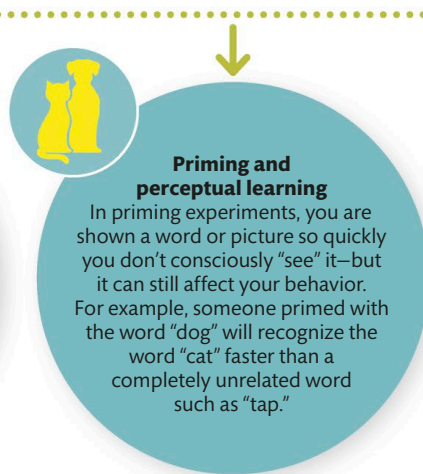 Priming and
perceptual learning
In priming experiments, you are
shown a word or picture so quickly
you don't consciously “see” it—but
it can still affect your behavior.
For example, someone primed with
the word “dog” will recognize the
word “cat” faster than a
completely unrelated word
such as “tap.”